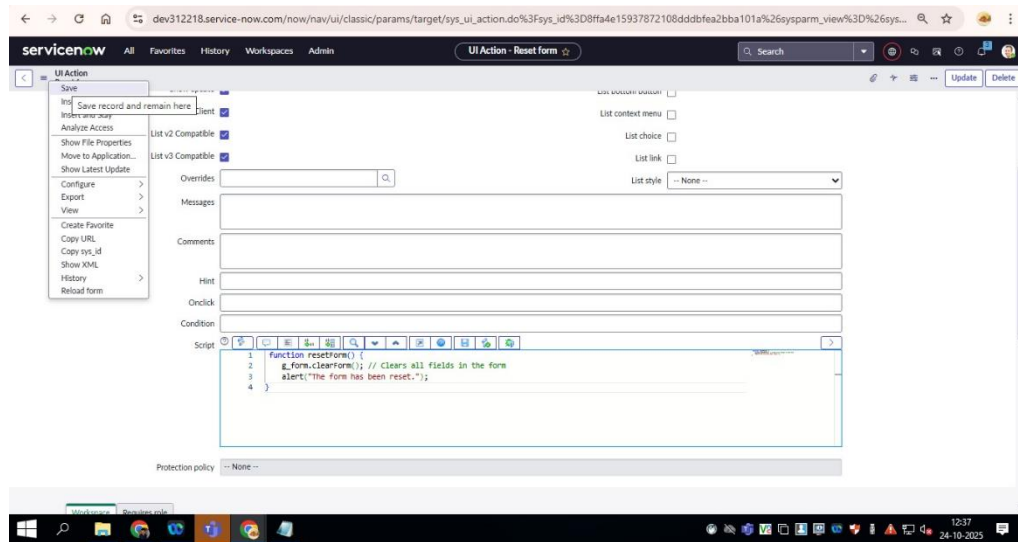 dev312218.service-now.com/now/nav/ui/classic/params/target/sys_ui_action.do%3Fsys_id%3D8ffa4e15937872108dddbfea2bba101a%26sysparm_view%3D%26sys...
servicenow All Favorites History Workspaces Admin UI Action - Reset form Search
UI Action
Update Delete
Save
Save record and remain here
Insert and Stay
Analyze Access
Show File Properties
Move to Application...
Show Latest Update
Configure
Export
View
Create Favorite
Copy URL
Copy sys_id
Show XML
History
Reload form
Client
List v2 Compatible
List v3 Compatible
List bottom button
List context menu
List choice
List link
Overrides
List style -- None --
Messages
Comments
Hint
Onclick
Condition
Script
1 function resetForm() {
2 g_form.clearForm(); // Clears all fields in the form
3 alert("The form has been reset.");
4 }
Protection policy -- None --
Workspace Requires role
12:37
24-10-2025